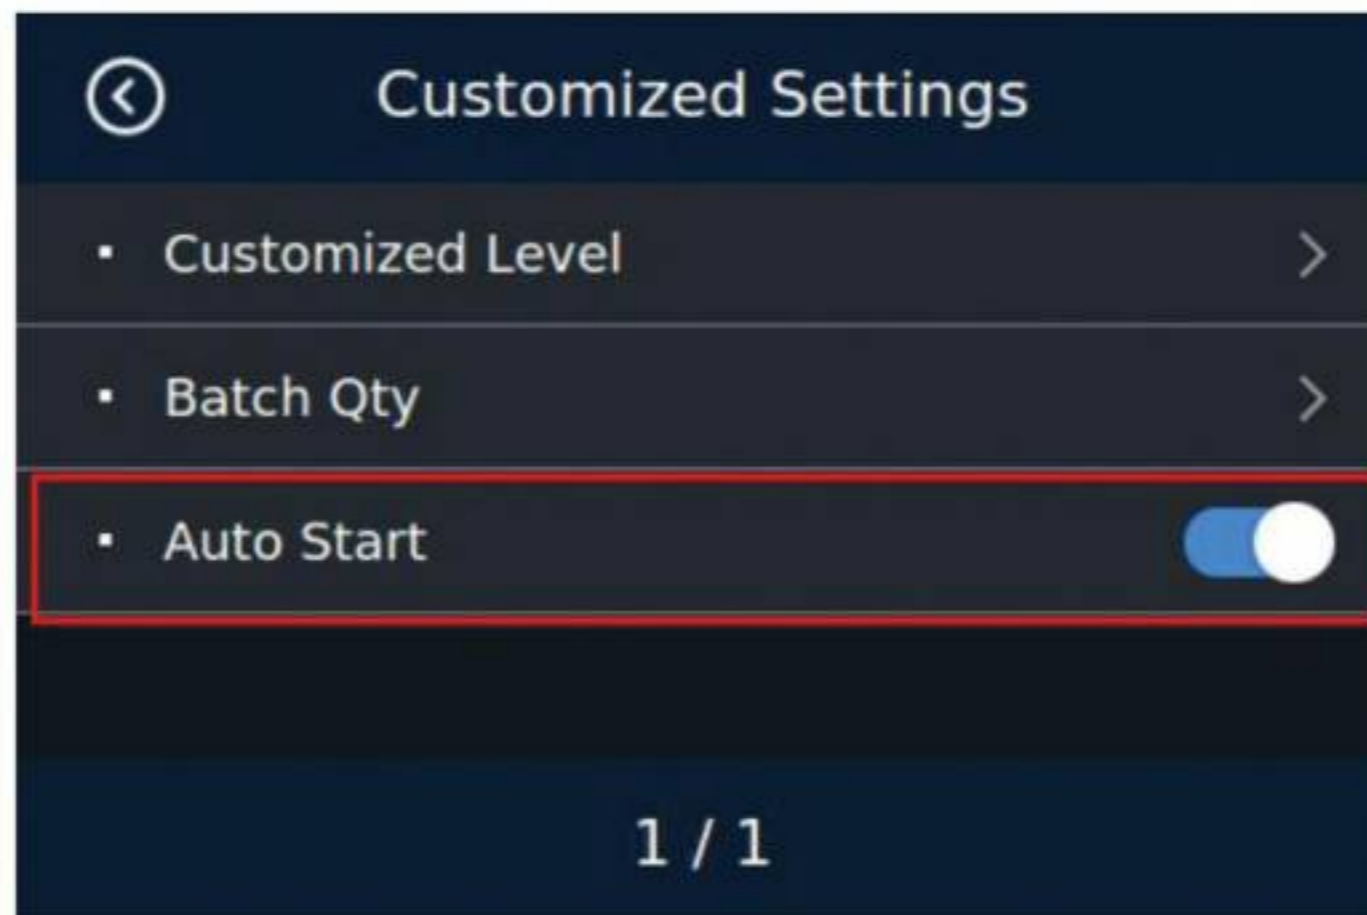 Customized Settings
Customized Level
Batch Qty
Auto Start
1 / 1